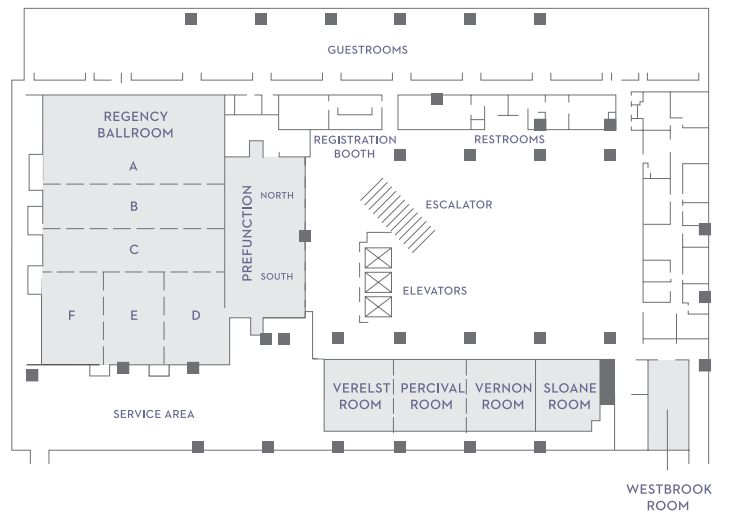 GUESTROOMS
REGENCY
BALLROOM
REGISTRATION
BOOTH
RESTROOMS
A
B
C
F
E
D
PREFUNCTION
NORTH
SOUTH
ESCALATOR
ELEVATORS
VERELST
ROOM
PERCIVAL
ROOM
VERNON
ROOM
SLOANE
ROOM
SERVICE AREA
WESTBROOK
ROOM